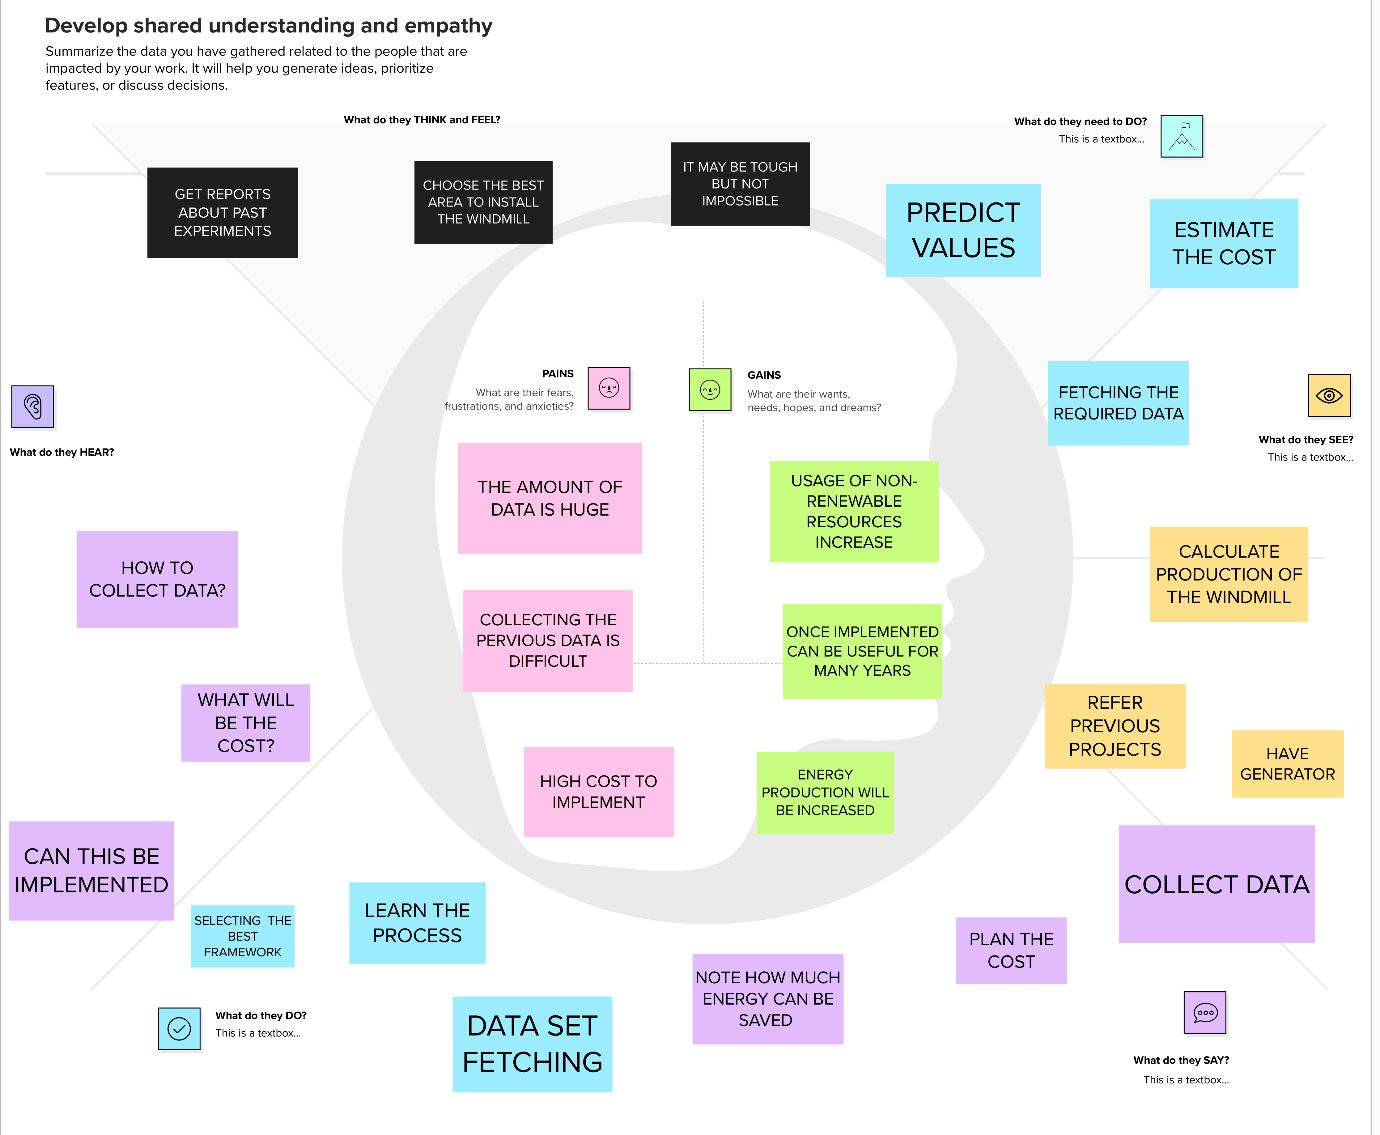 Develop shared understanding and empathy
Summarize the data you have gathered related to the people that are
impacted by your work. It will help you generate ideas, prioritize
features, or discuss decisions.
What do they THINK and FEEL?
What do they need to DO?
This is a textbox...
GET REPORTS
ABOUT PAST
EXPERIMENTS
CHOOSE THE BEST
AREA TO INSTALL
THE WINDMILL
IT MAY BE TOUGH
BUT NOT
IMPOSSIBLE
PREDICT
VALUES
ESTIMATE
THE COST
PAINS
What are their fears,
frustrations, and anxieties?
GAINS
What are their wants,
needs, hopes, and dreams?
FETCHING THE
REQUIRED DATA
What do they HEAR?
What do they SEE?
This is a textbox...
THE AMOUNT OF
DATA IS HUGE
USAGE OF NON-
RENEWABLE
RESOURCES
INCREASE
HOW TO
COLLECT DATA?
CALCULATE
PRODUCTION OF
THE WINDMILL
COLLECTING THE
PERVIOUS DATA IS
DIFFICULT
ONCE IMPLEMENTED
CAN BE USEFUL FOR
MANY YEARS
WHAT WILL
BE THE
COST?
REFER
PREVIOUS
PROJECTS
HAVE
GENERATOR
HIGH COST TO
IMPLEMENT
ENERGY
PRODUCTION WILL
BE INCREASED
CAN THIS BE
IMPLEMENTED
COLLECT DATA
SELECTING THE
BEST
FRAMEWORK
LEARN THE
PROCESS
PLAN THE
COST
NOTE HOW MUCH
ENERGY CAN BE
SAVED
What do they DO?
This is a textbox...
DATA SET
FETCHING
What do they SAY?
This is a textbox...